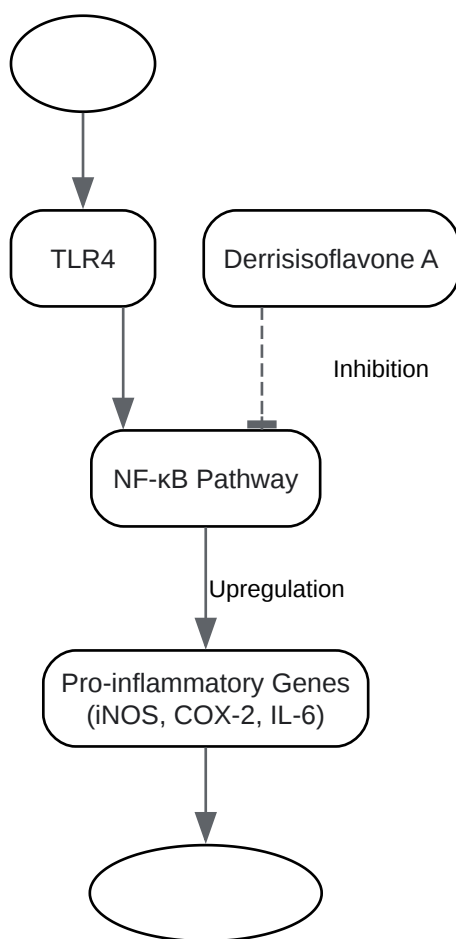 TLR4
Derrisisoflavone A
Inhibition
NF-κB Pathway
Upregulation
Pro-inflammatory Genes
(iNOS, COX-2, IL-6)